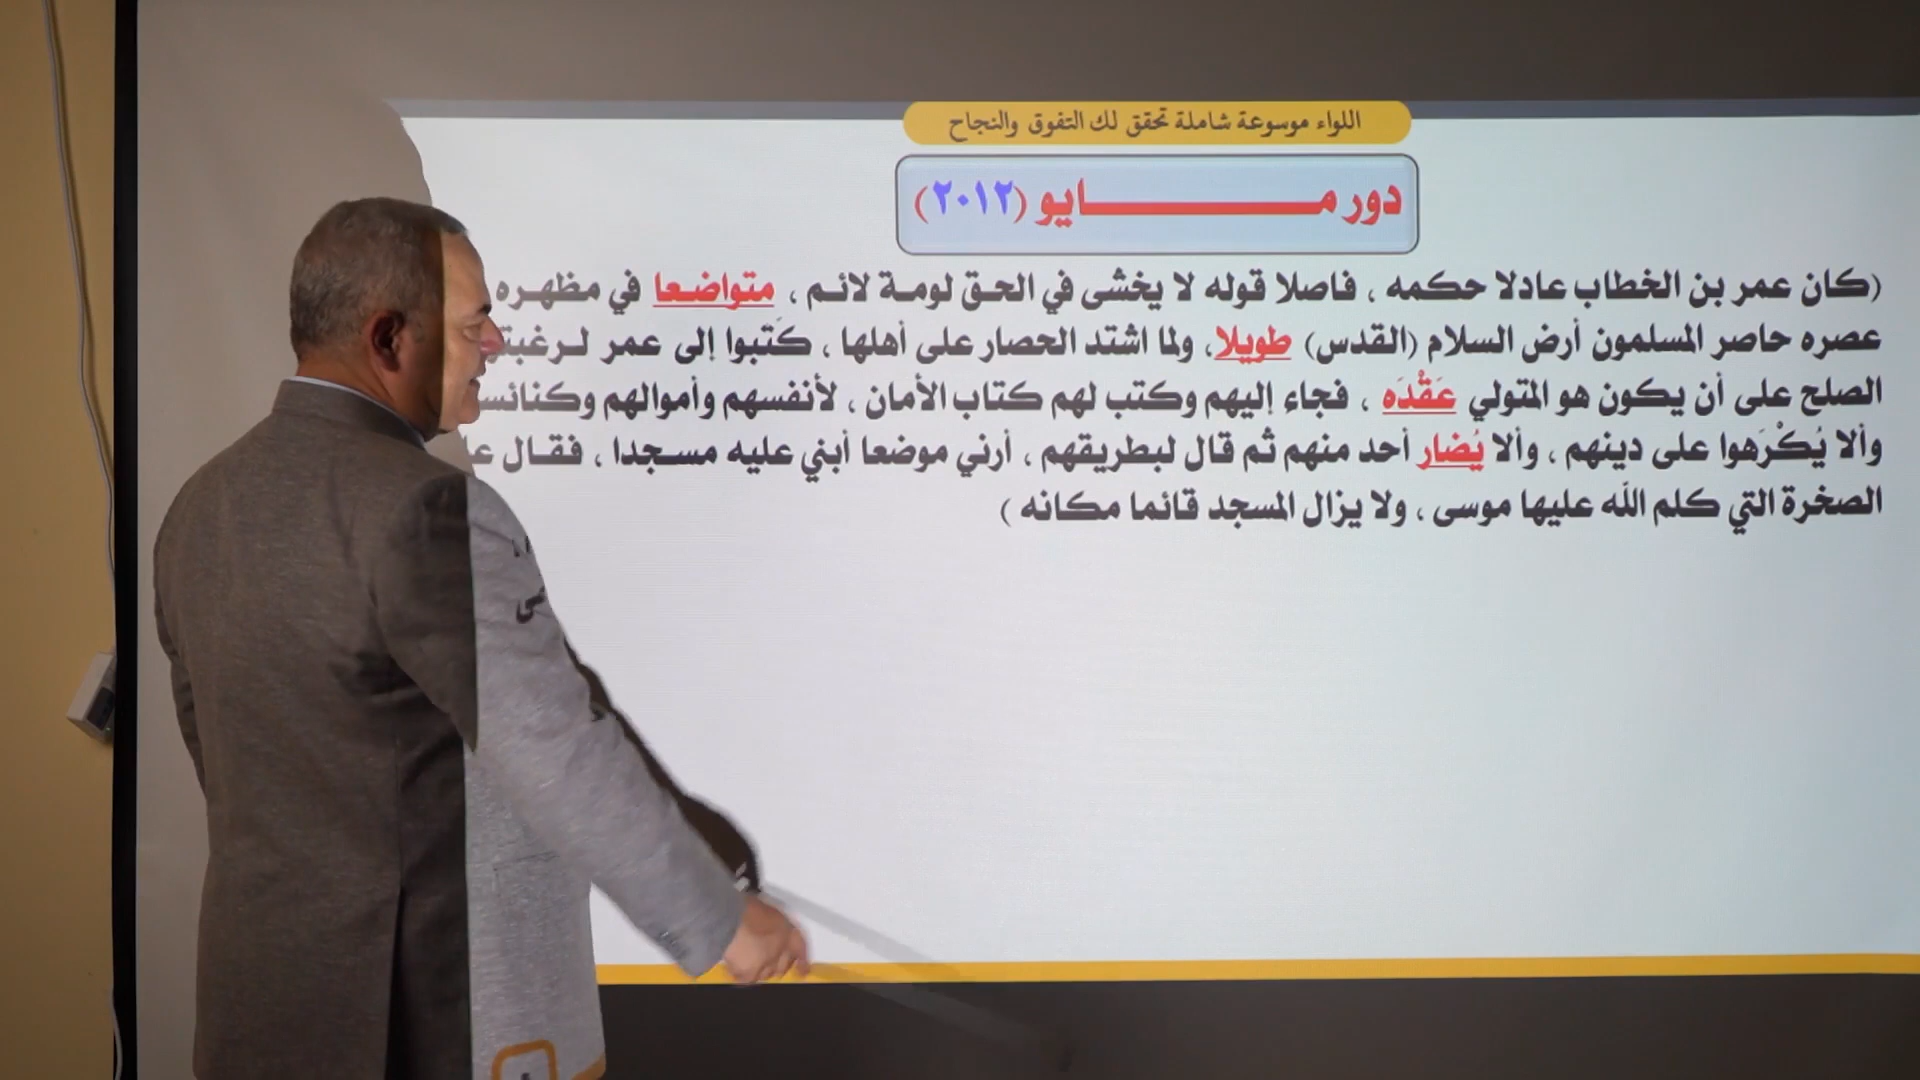 اللواء موسوعة شاملة تحقق لك التفوق والنجاح
دور مـــــــــايو (٢٠١٢)
(كان عمر بن الخطاب عادلا حكمه ، فاصلا قوله لا يخشى في الحق لومة لائم ، متواضعا في مظهره
عصره حاصر المسلمون أرض السلام (القدس) طويلا، ولما اشتد الحصار على أهلها ، كَتبوا إلى عمر
الصلح على أن يكون هو المتولي عَقْدَه ، فجاء إليهم وكتب لهم كتاب الأمان ، لأنفسهم وأموالهم
وألا يُكْرَهوا على دينهم ، وألا يُضار أحد منهم ثم قال لبطريقهم ، أرني موضعا أبني عليه مسجدا ، فقال
الصخرة التي كلم الله عليها موسى ، ولا يزال المسجد قائما مكانه )